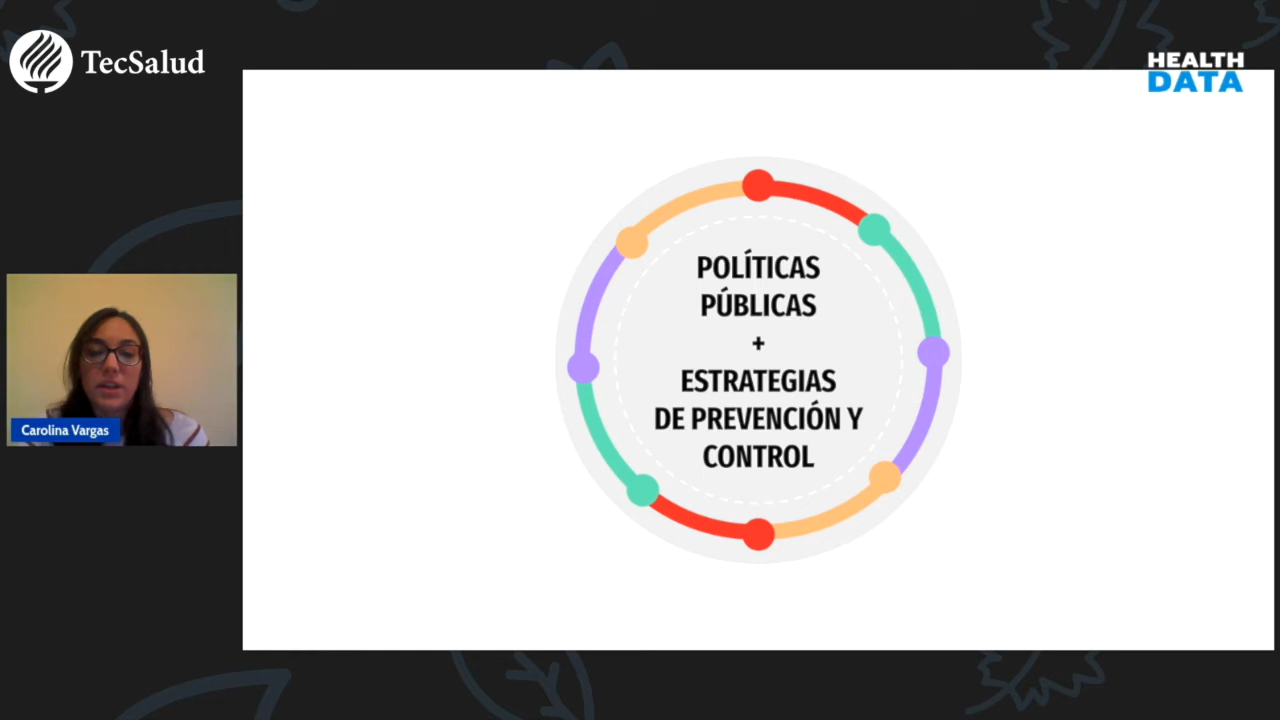 TecSalud
HEALTH
DATA
POLÍTICAS
PÚBLICAS
+
ESTRATEGIAS
DE PREVENCIÓN Y
CONTROL
Carolina Vargas